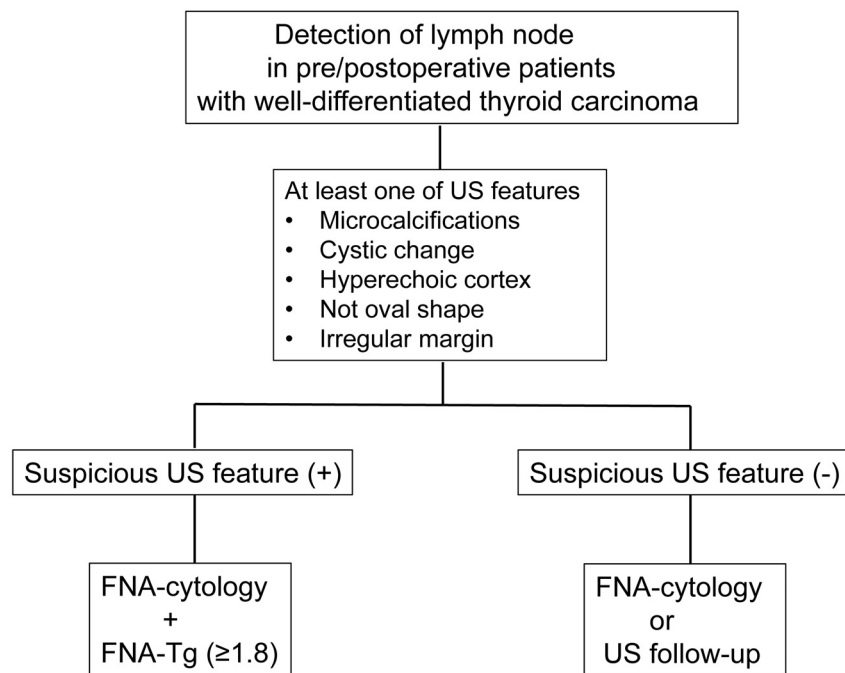 Detection of lymph node
in pre/postoperative patients
with well-differentiated thyroid carcinoma
At least one of US features
• Microcalcifications
• Cystic change
• Hyperechoic cortex
• Not oval shape
• Irregular margin
Suspicious US feature (+)
Suspicious US feature (-)
FNA-cytology
+
FNA-Tg (≥1.8)
FNA-cytology
or
US follow-up